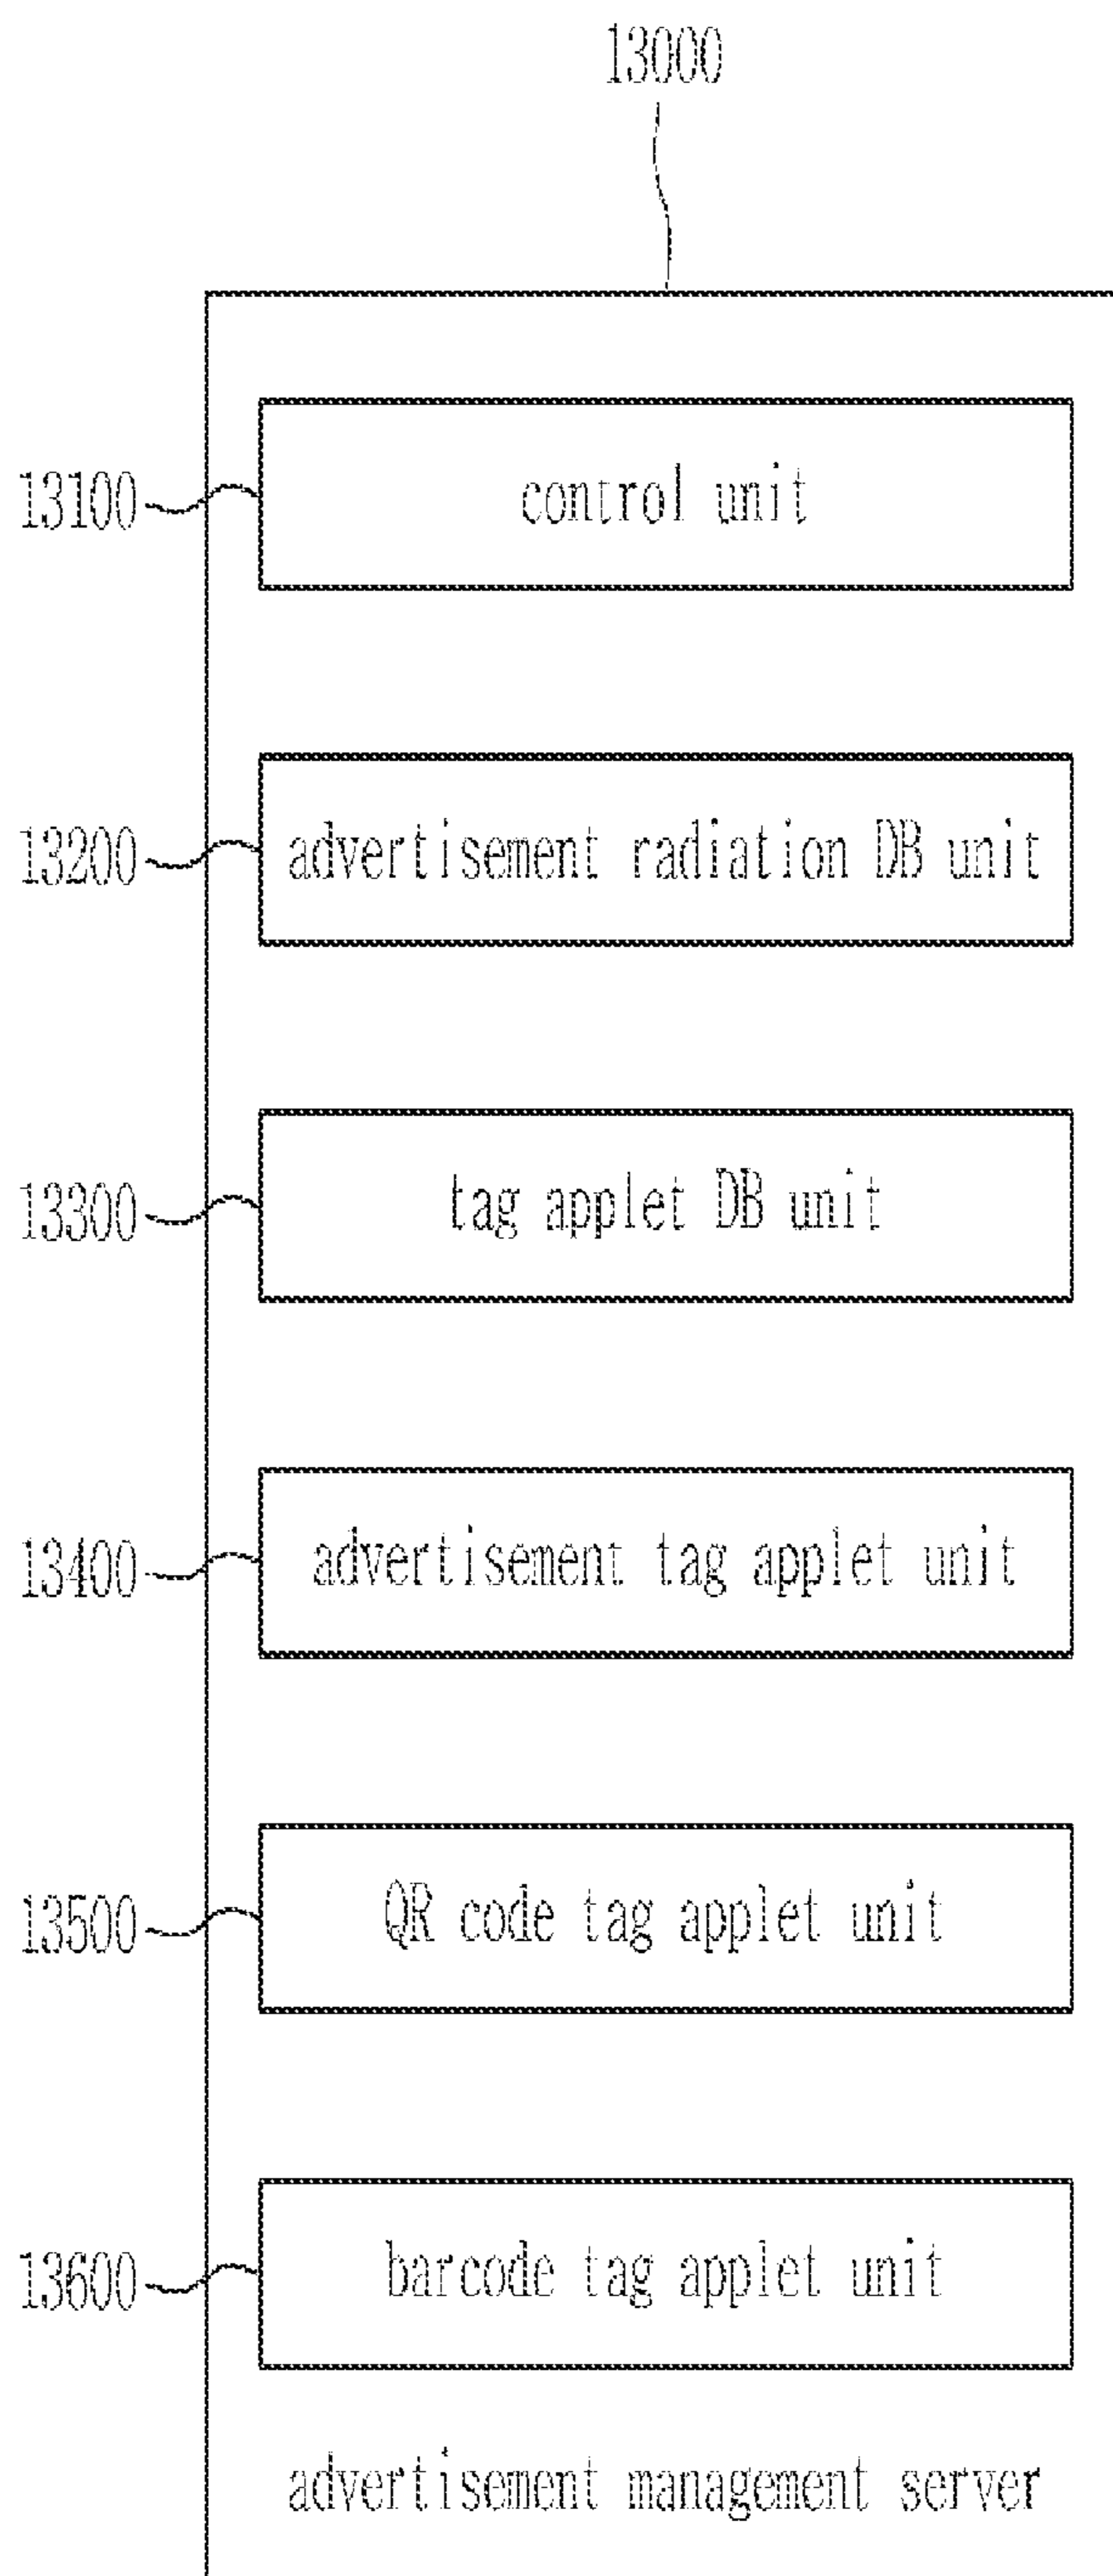 13000
13100 control unit
13200 advertisement radiation DB unit
13300 tag applet DB unit
13400 advertisement tag applet unit
13500 QR code tag applet unit
13600 barcode tag applet unit
advertisement management server